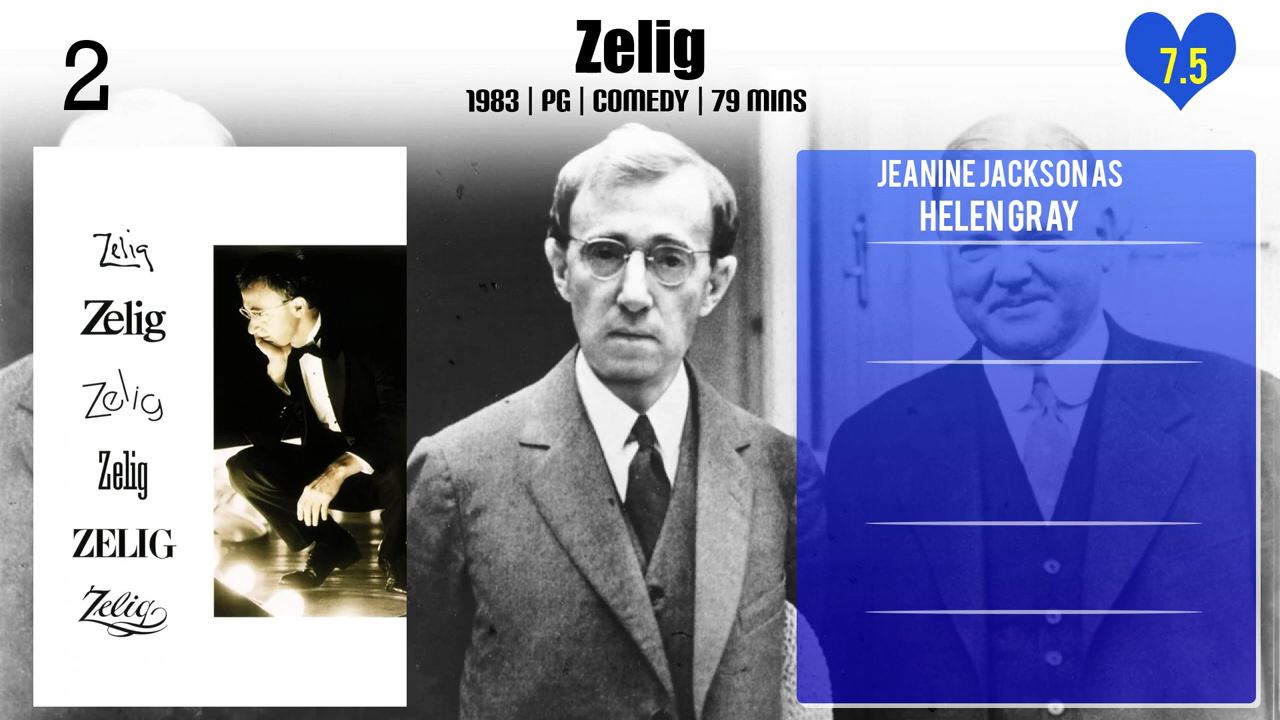 2
Zelig
1983 | PG | COMEDY | 79 MINS
7.5
Zelig
Zelig
Zelig
Zelig
ZELIG
Zelig
JEANINE JACKSON AS
HELEN GRAY